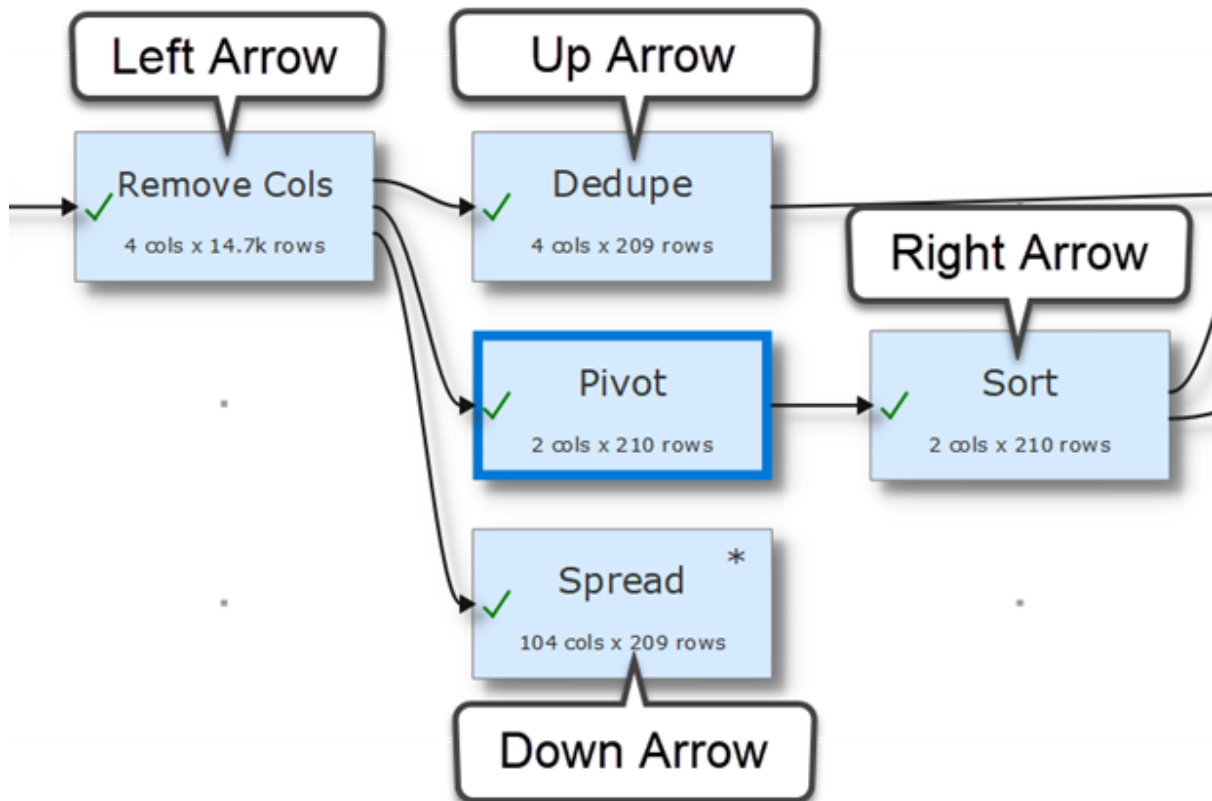 Left Arrow
Up Arrow
Remove Cols
4 cols x 14.7k rows
Dedupe
4 cols x 209 rows
Right Arrow
Pivot
2 cols x 210 rows
Sort
2 cols x 210 rows
Spread *
104 cols x 209 rows
Down Arrow